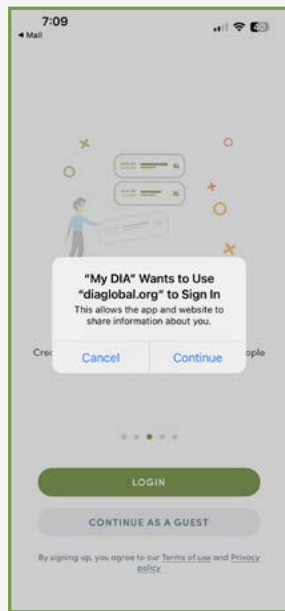 7:09
◄ Mail
"My DIA" Wants to Use
"diaglobal.org" to Sign In
This allows the app and website to
share information about you.
Cancel Continue
LOGIN
CONTINUE AS A GUEST
By signing up, you agree to our Terms of use and Privacy
policy